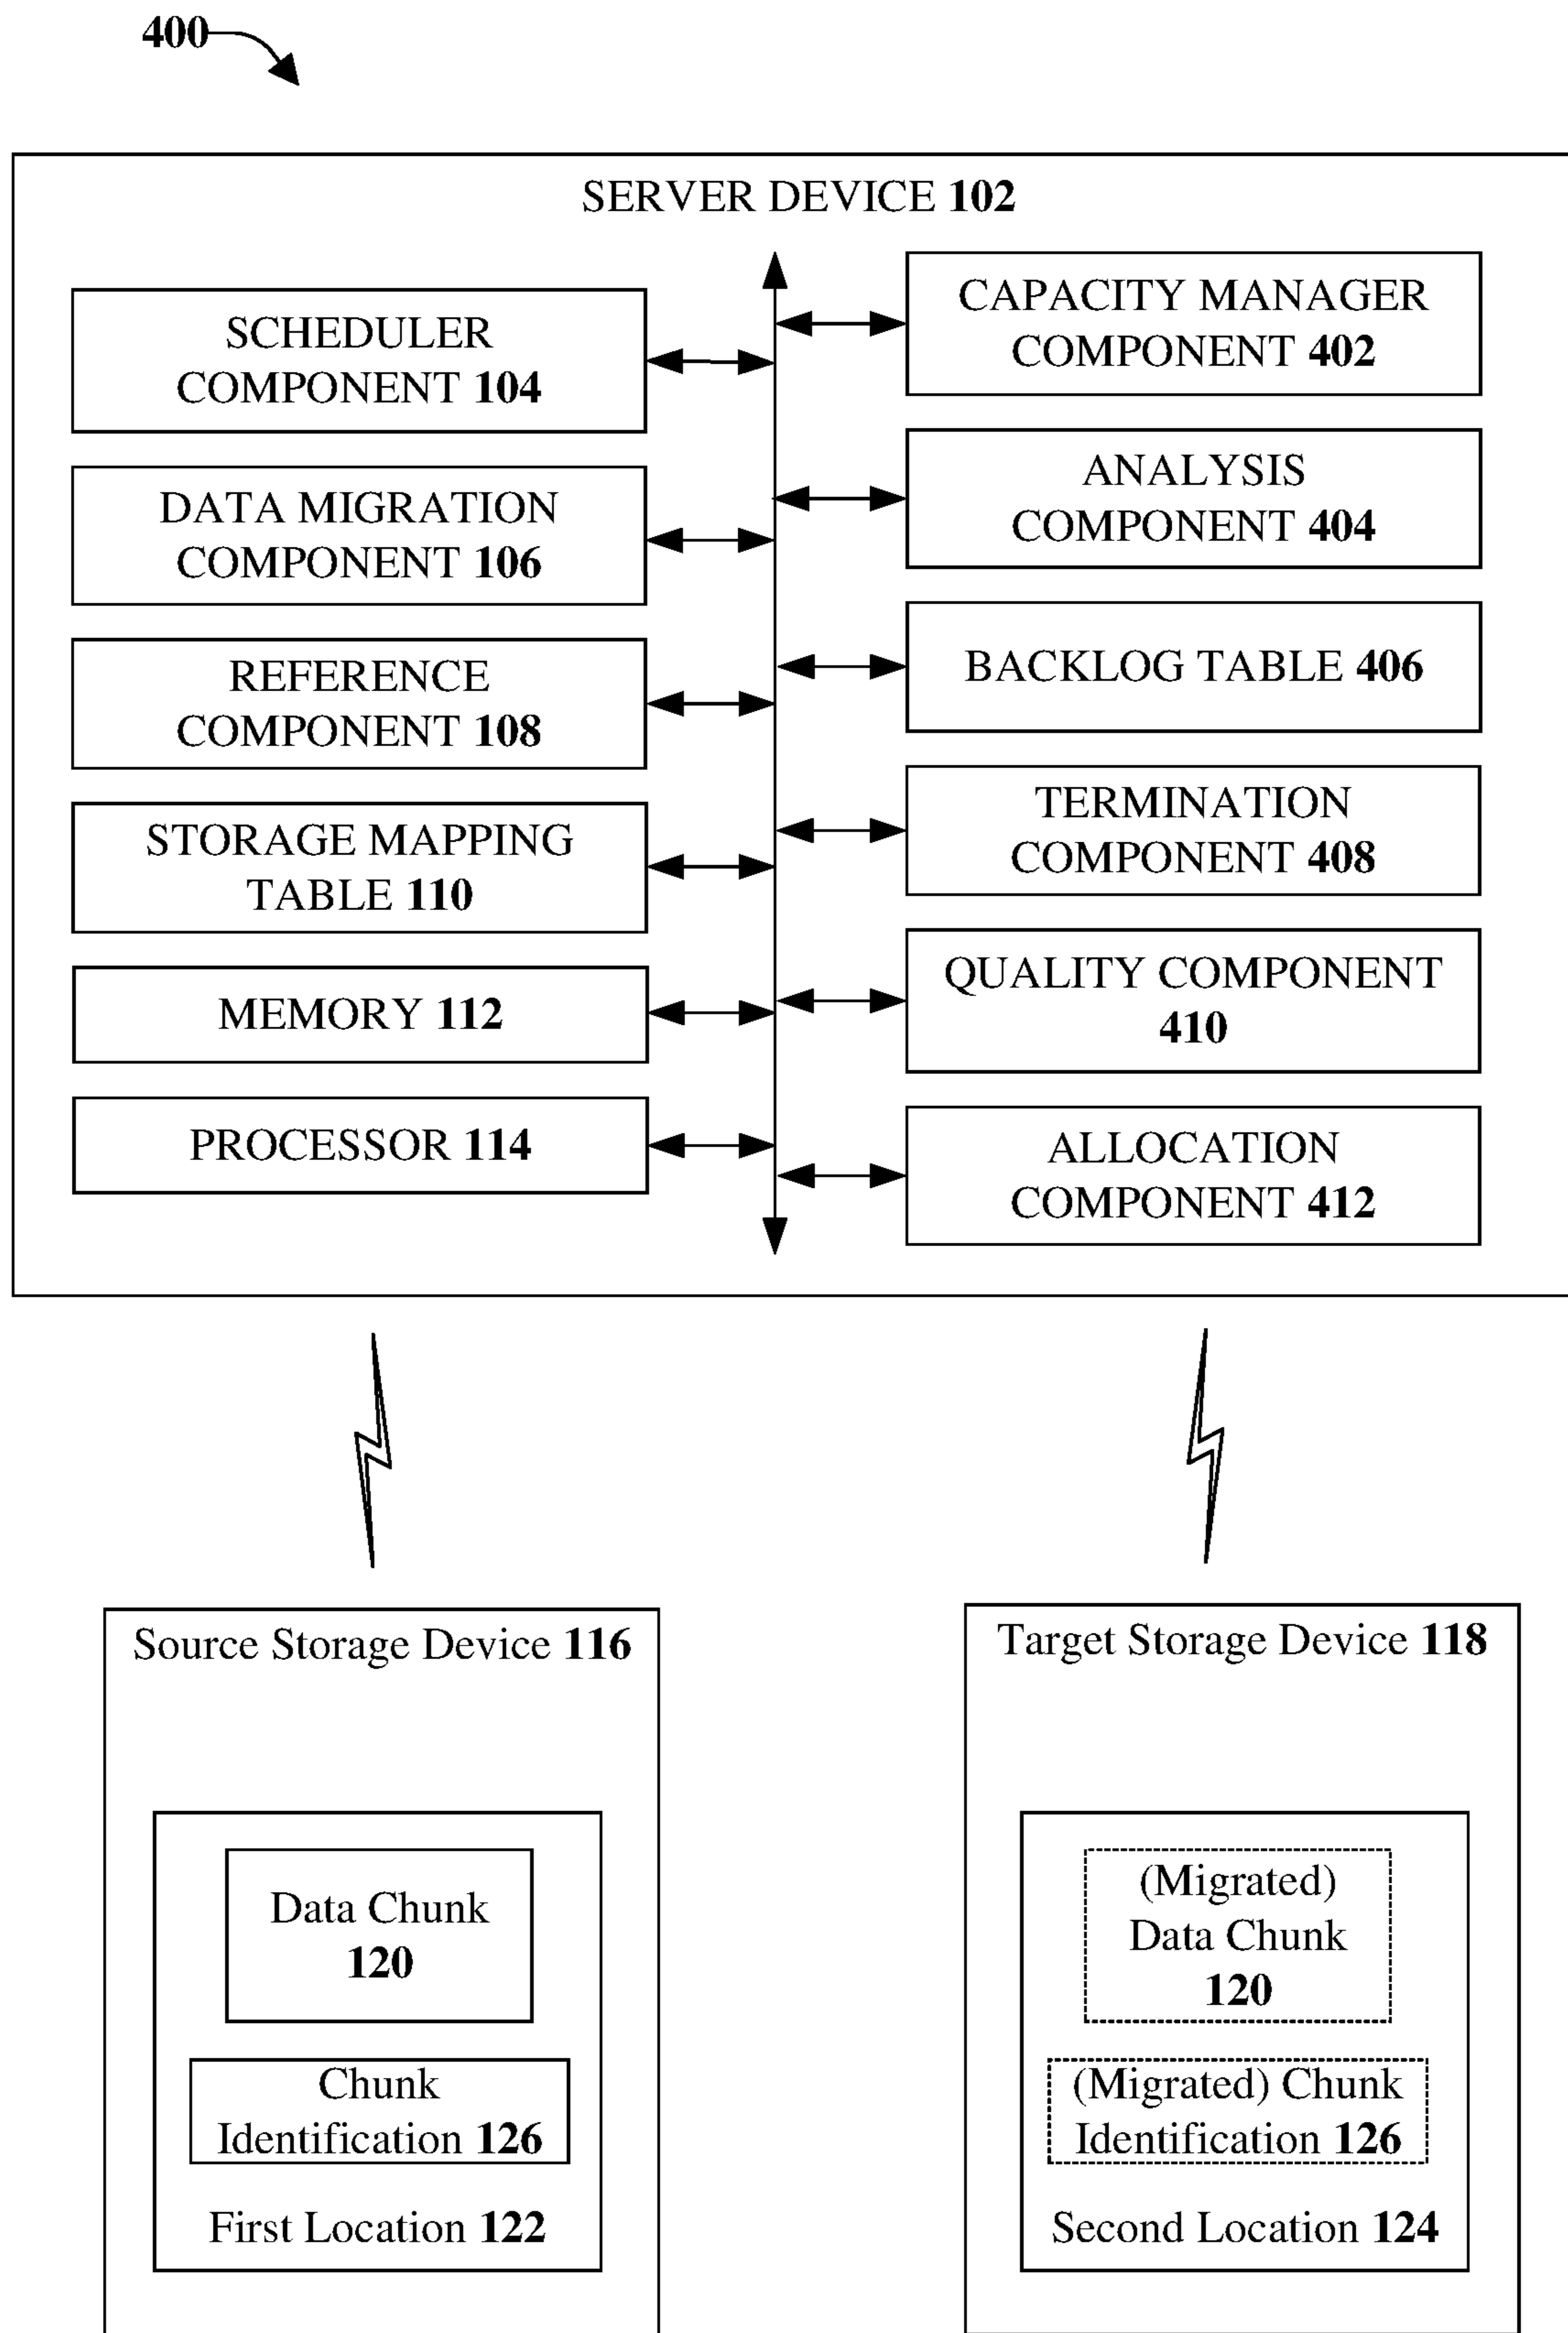 400
SERVER DEVICE 102
SCHEDULER
COMPONENT 104
DATA MIGRATION
COMPONENT 106
REFERENCE
COMPONENT 108
STORAGE MAPPING
TABLE 110
MEMORY 112
PROCESSOR 114
CAPACITY MANAGER
COMPONENT 402
ANALYSIS
COMPONENT 404
BACKLOG TABLE 406
TERMINATION
COMPONENT 408
QUALITY COMPONENT
410
ALLOCATION
COMPONENT 412
Source Storage Device 116
Data Chunk
120
Chunk
Identification 126
First Location 122
Target Storage Device 118
(Migrated)
Data Chunk
120
(Migrated) Chunk
Identification 126
Second Location 124